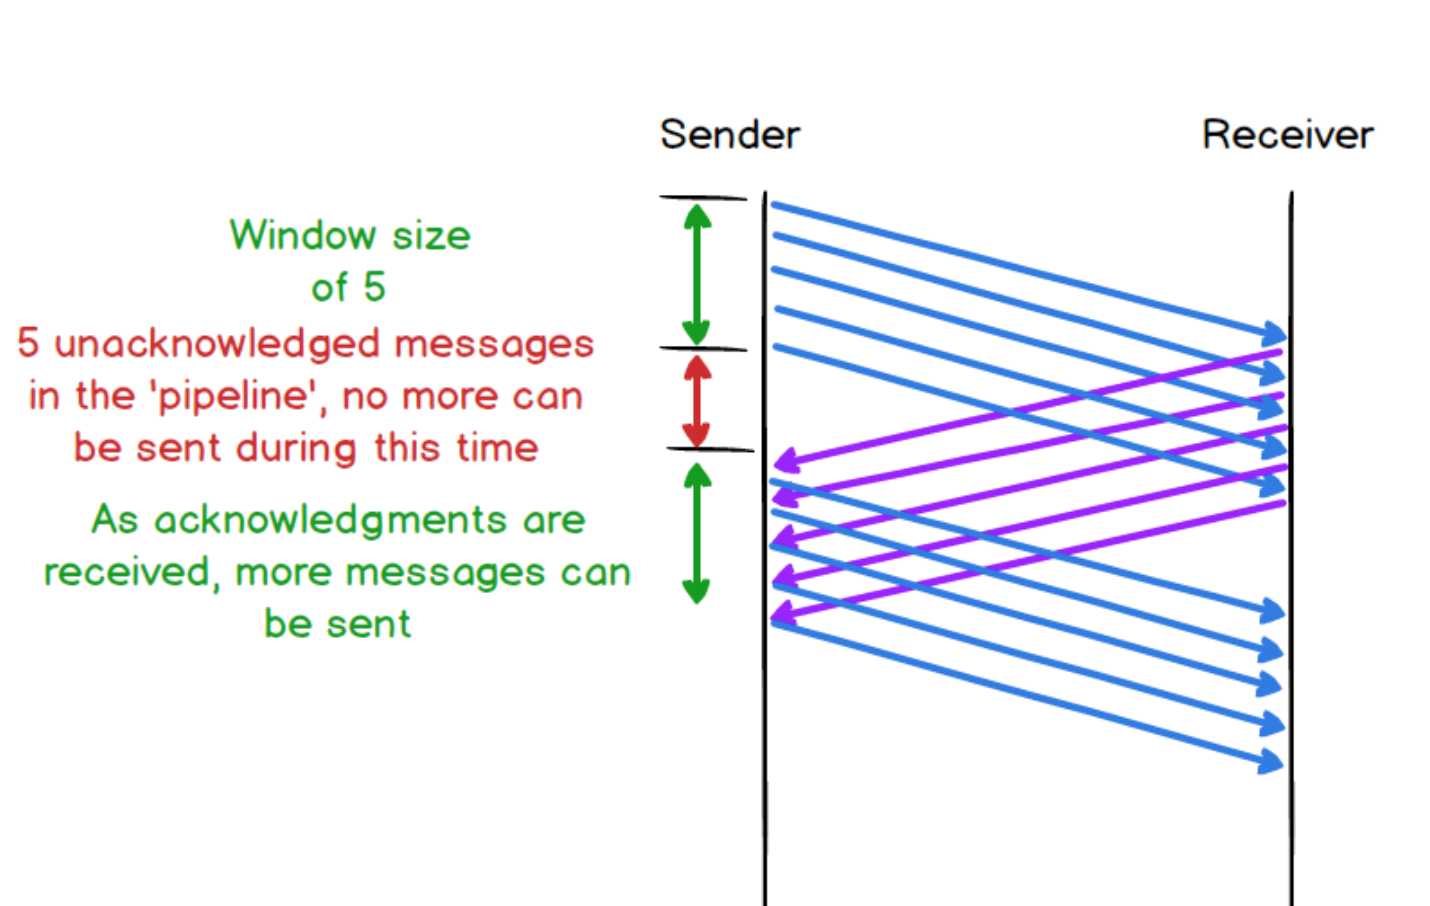 Sender
Receiver
Window size
of 5
5 unacknowledged messages
in the 'pipeline', no more can
be sent during this time
As acknowledgments are
received, more messages can
be sent